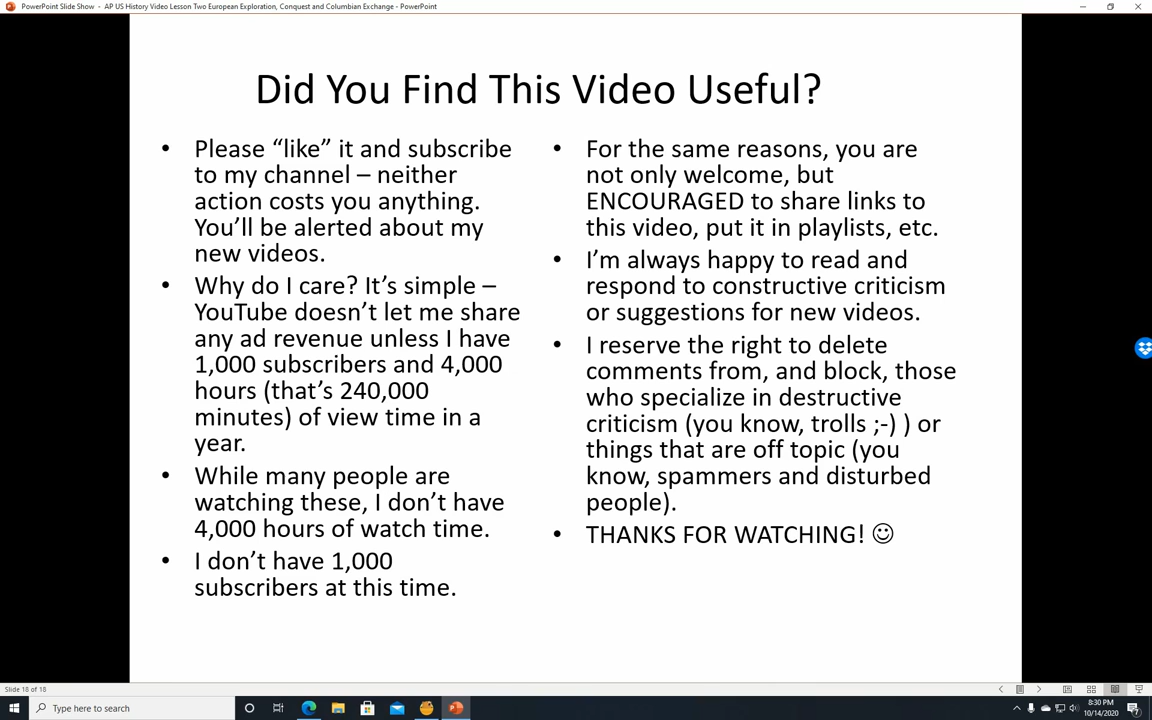 PowerPoint Slide Show - AP US History Video Lesson Two European Exploration, Conquest and Columbian Exchange - PowerPoint
Did You Find This Video Useful?
• Please “like” it and subscribe
to my channel – neither
action costs you anything.
You’ll be alerted about my
new videos.
• Why do I care? It’s simple –
YouTube doesn’t let me share
any ad revenue unless I have
1,000 subscribers and 4,000
hours (that’s 240,000
minutes) of view time in a
year.
• While many people are
watching these, I don’t have
4,000 hours of watch time.
• I don’t have 1,000
subscribers at this time.
• For the same reasons, you are
not only welcome, but
ENCOURAGED to share links to
this video, put it in playlists, etc.
• I’m always happy to read and
respond to constructive criticism
or suggestions for new videos.
• I reserve the right to delete
comments from, and block, those
who specialize in destructive
criticism (you know, trolls ;-) ) or
things that are off topic (you
know, spammers and disturbed
people).
• THANKS FOR WATCHING! ☺
Slide 18 of 18
Type here to search
8:30 PM
10/14/2020